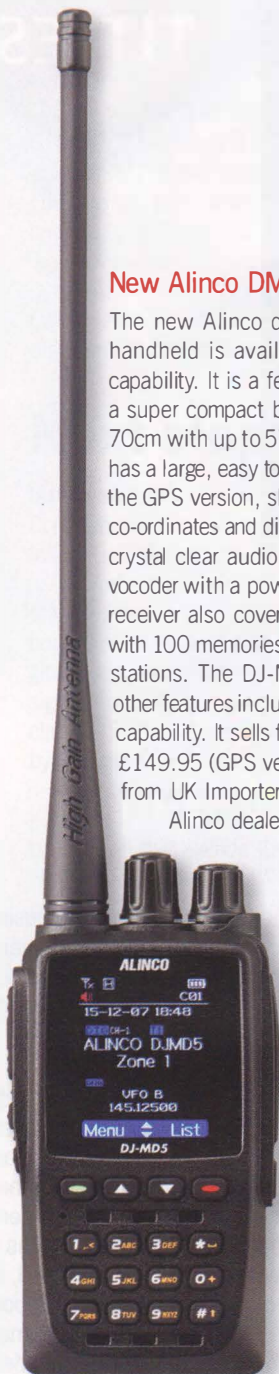 New Alinco DM
The new Alinco d
handheld is avail
capability. It is a fe
a super compact b
70cm with up to 5
has a large, easy to
the GPS version, s
co-ordinates and di
crystal clear audio
vocoder with a pow
receiver also cover
with 100 memories
stations. The DJ-M
other features inclu
capability. It sells f
£149.95 (GPS ve
from UK Importer
Alinco deale
High Gain Antenna
ALINCO
Tx
C01
15-12-07 18:48
CH-1
ALINCO DJMD5
Zone 1
VFO B
145.12500
Menu List
DJ-MD5
1 2ABC 3DEF *
4GHI 5JKL 6MNO 0+
7PQRS 8TUV 9WXYZ #